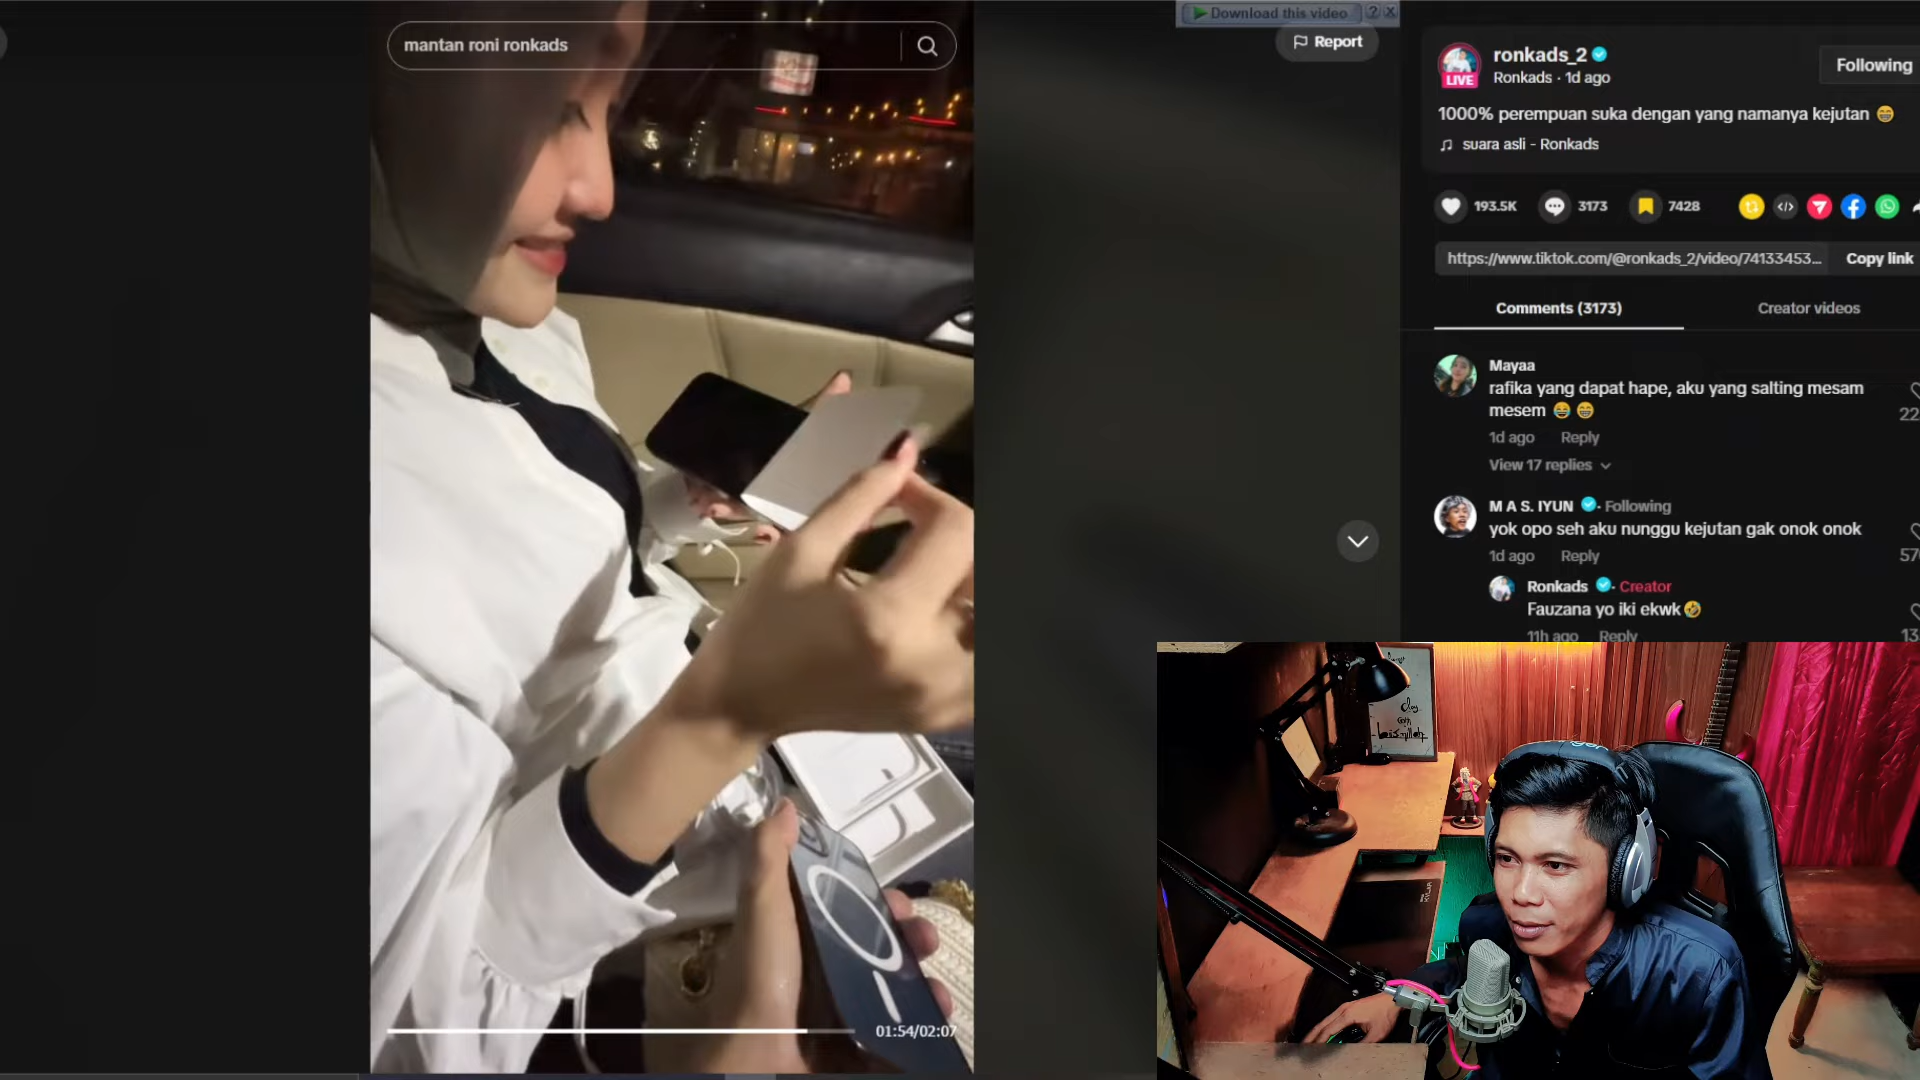 Download this video ? X
mantan roni ronkads
Report
LIVE
ronkads_2
Ronkads · 1d ago
Following
1000% perempuan suka dengan yang namanya kejutan 😁
suara asli - Ronkads
193.5K 3173 7428
https://www.tiktok.com/@ronkads_2/video/74133453... Copy link
Comments (3173) Creator videos
Mayaa
rafika yang dapat hape, aku yang salting mesam
mesem 😂 😁
22
1d ago Reply
View 17 replies
M A S. IYUN · Following
yok opo seh aku nunggu kejutan gak onok onok
1d ago Reply
57
Ronkads · Creator
Fauzana yo iki ekwk 🤣
11h ago Reply
13
01:54/02:07